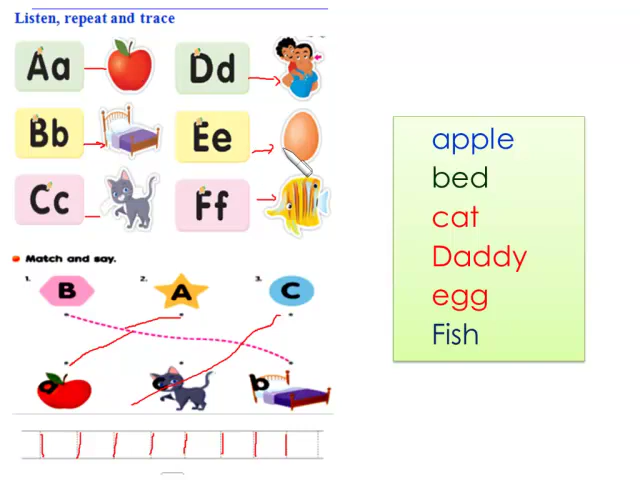 Listen, repeat and trace
Aa
Dd
Bb
Ee
Cc
Ff
Match and say.
1. B
2. A
3. C
a
c
b
apple
bed
cat
Daddy
egg
Fish